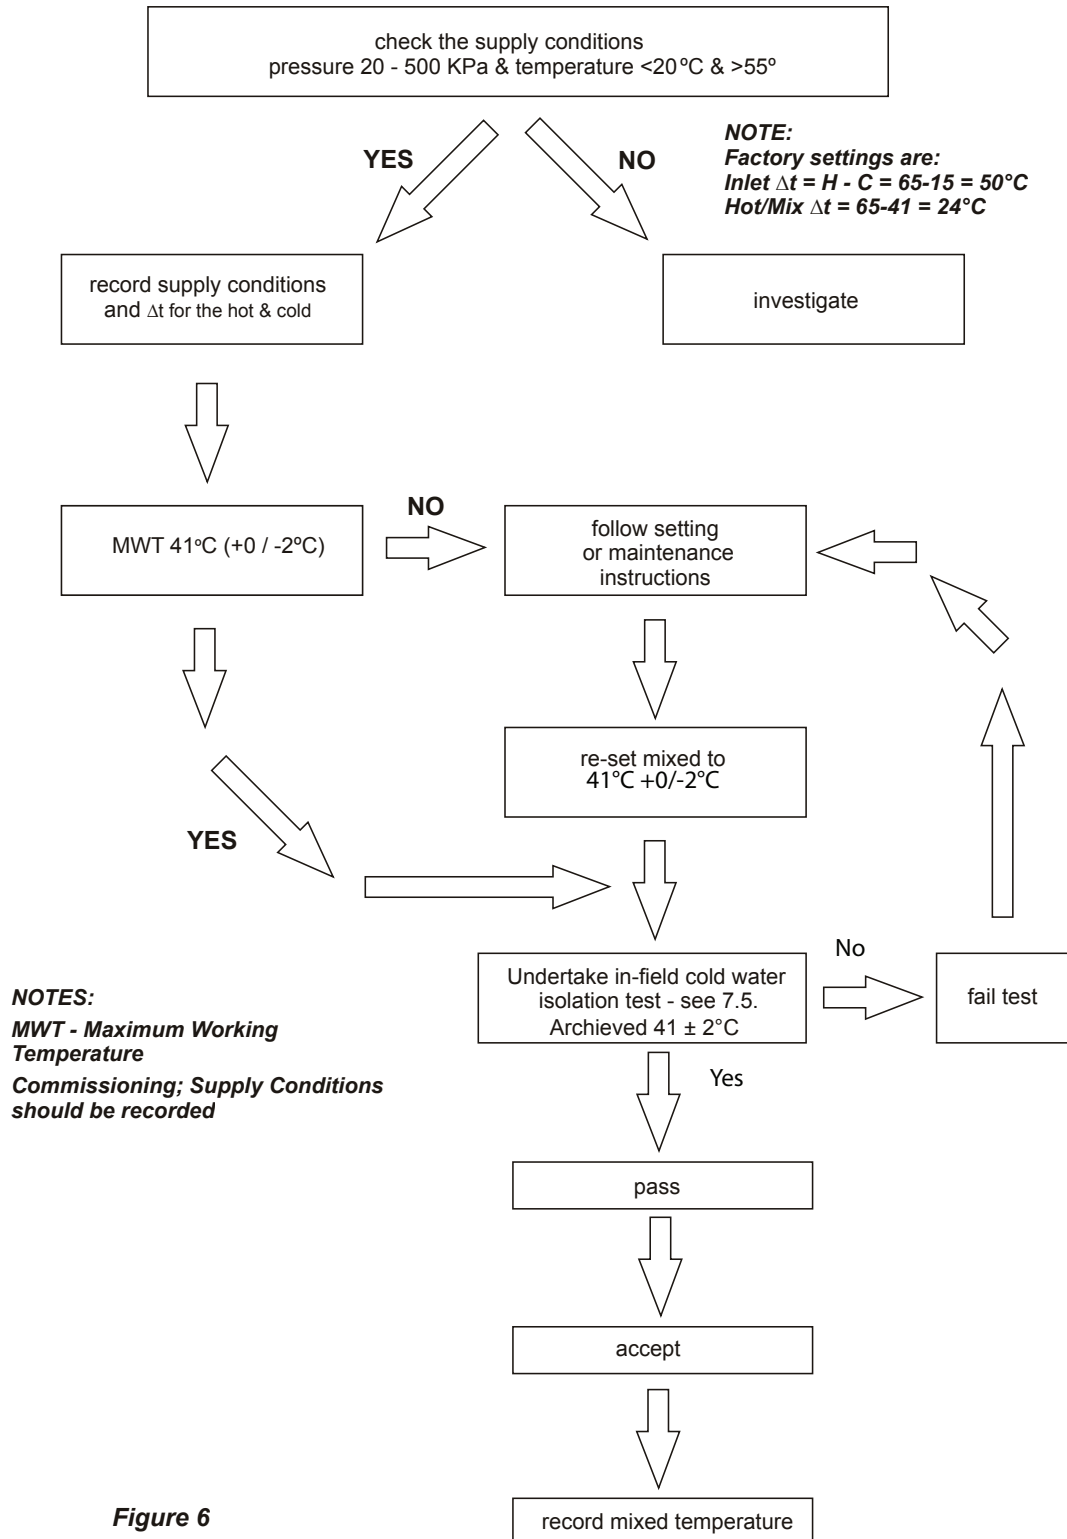 check the supply conditions
pressure 20 - 500 KPa & temperature <20°C & >55º
YES
NO
NOTE:
Factory settings are:
Inlet Δt = H - C = 65-15 = 50°C
Hot/Mix Δt = 65-41 = 24°C
record supply conditions
and Δt for the hot & cold
investigate
MWT 41ºC (+0 / -2ºC)
NO
follow setting
or maintenance
instructions
re-set mixed to
41°C +0/-2°C
YES
Undertake in-field cold water
isolation test - see 7.5.
Archieved 41 ± 2°C
No
fail test
NOTES:
MWT - Maximum Working
Temperature
Commissioning; Supply Conditions
should be recorded
Yes
pass
accept
record mixed temperature
Figure 6